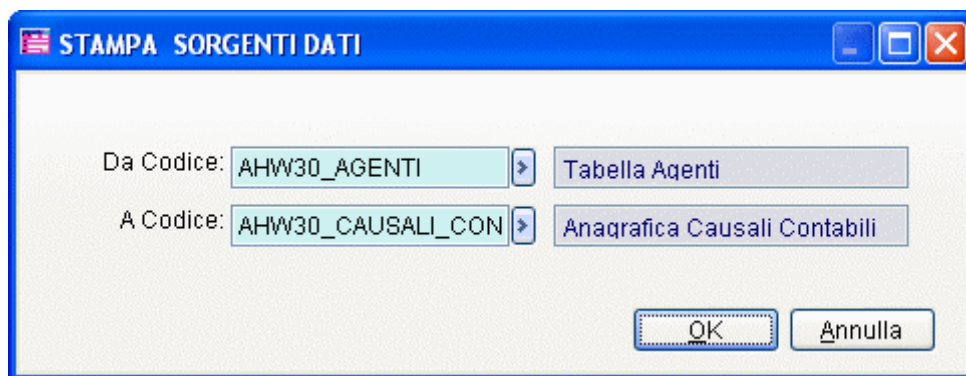 STAMPA SORGENTI DATI
Da Codice: AHW30_AGENTI Tabella Agenti
A Codice: AHW30_CAUSALI_CON Anagrafica Causali Contabili
OK Annulla